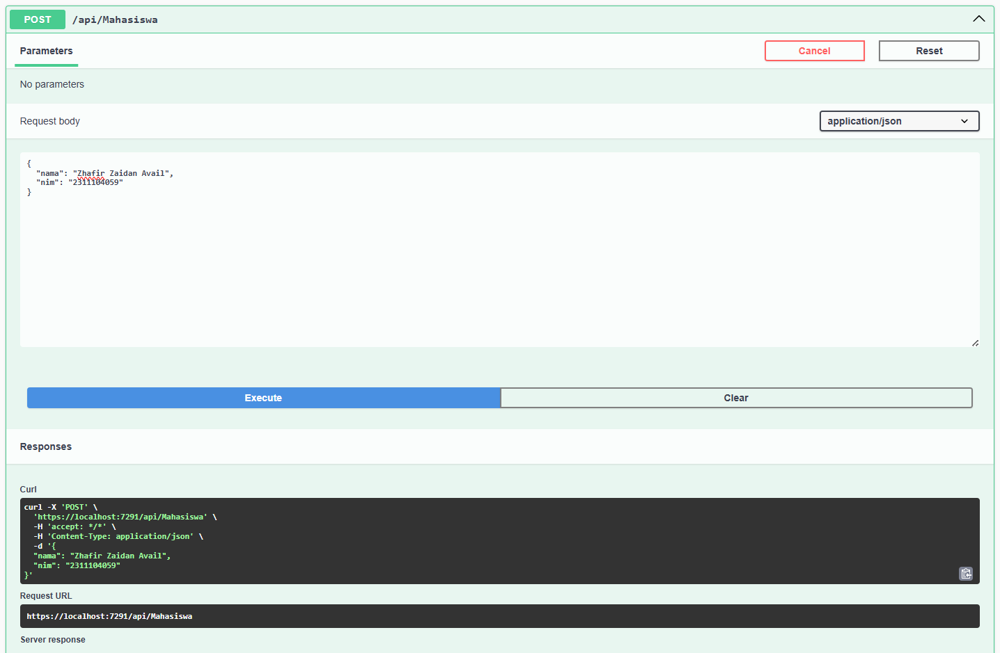 POST /api/Mahasiswa
Parameters
Cancel
Reset
No parameters
Request body
application/json
{
  "nama": "Zhafir Zaidan Avail",
  "nim": "2311104059"
}
Execute
Clear
Responses
Curl
curl -X 'POST' \
  'https://localhost:7291/api/Mahasiswa' \
  -H 'accept: */*' \
  -H 'Content-Type: application/json' \
  -d '{
  "nama": "Zhafir Zaidan Avail",
  "nim": "2311104059"
}'
Request URL
https://localhost:7291/api/Mahasiswa
Server response